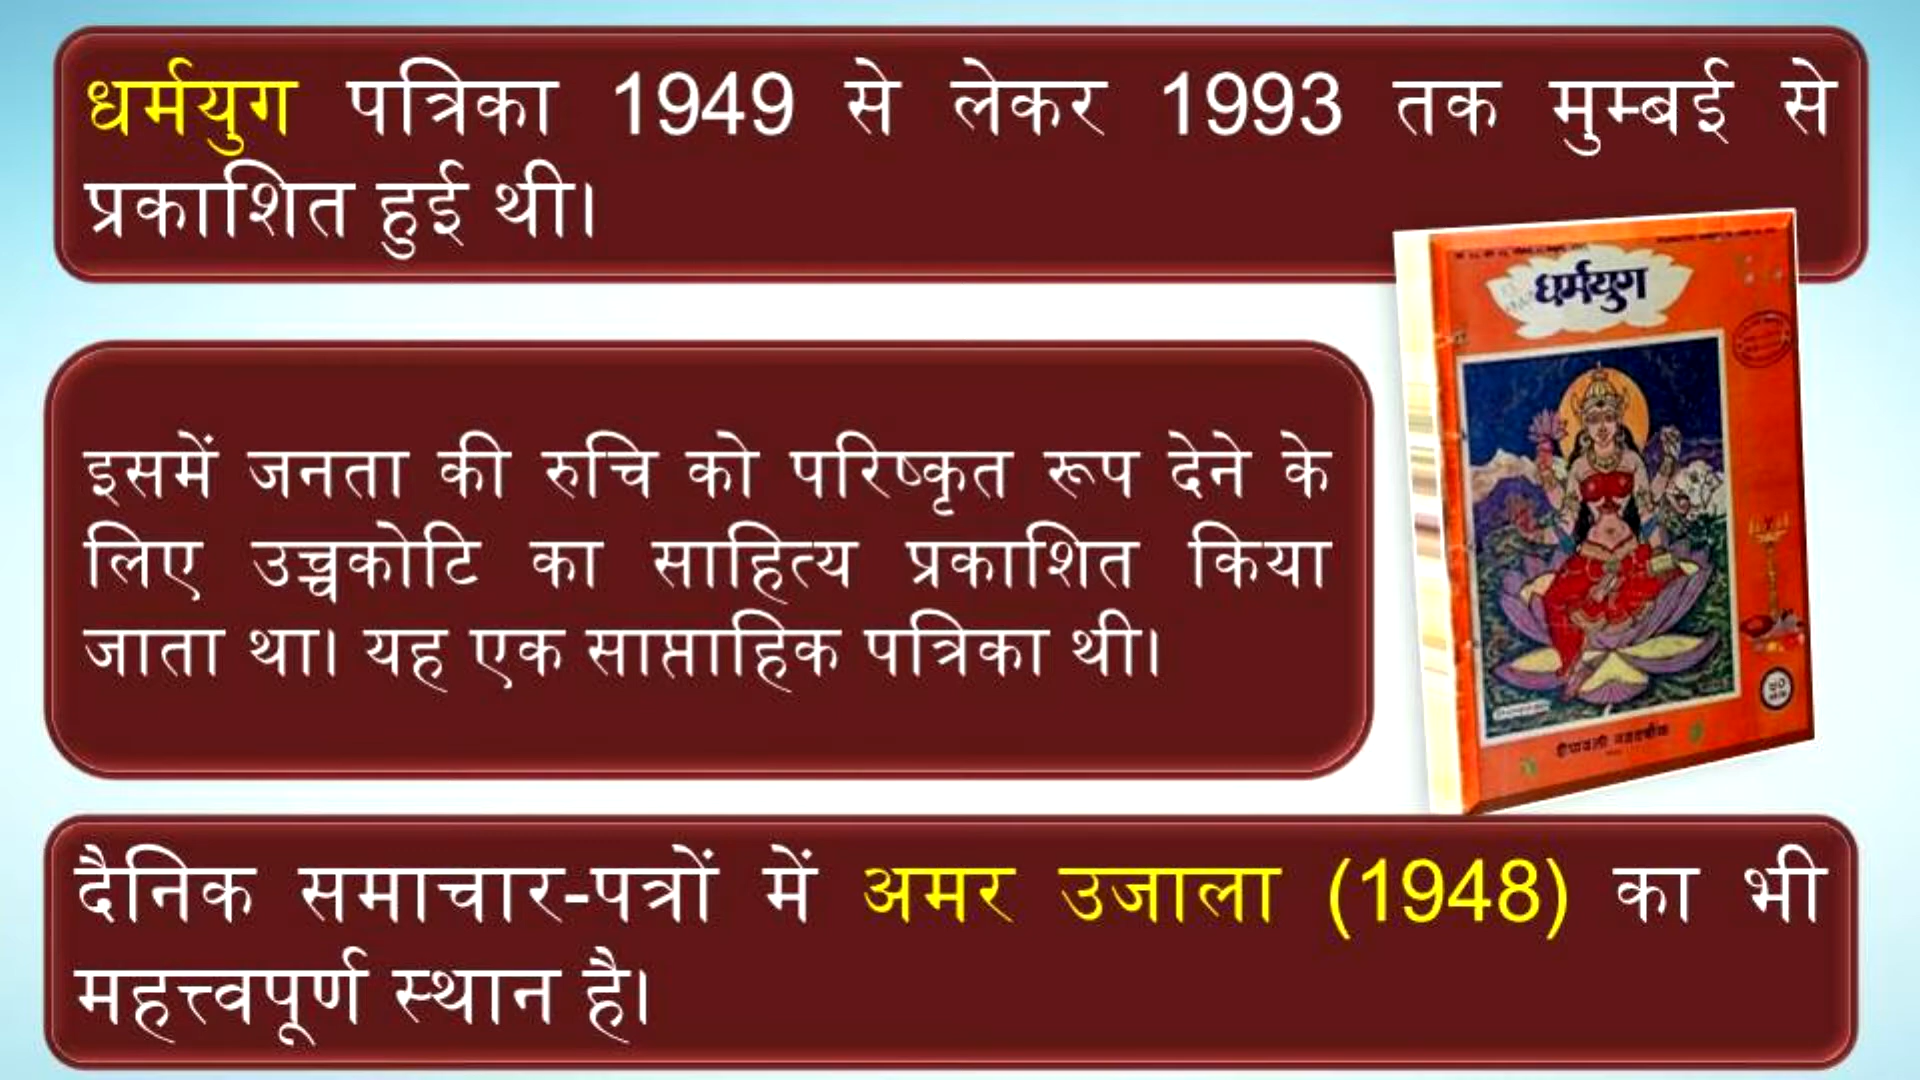 धर्मयुग पत्रिका 1949 से लेकर 1993 तक मुम्बई से
प्रकाशित हुई थी।
धर्मयुग
इसमें जनता की रुचि को परिष्कृत रूप देने के
लिए उच्चकोटि का साहित्य प्रकाशित किया
जाता था। यह एक साप्ताहिक पत्रिका थी।
दैनिक समाचार-पत्रों में अमर उजाला (1948) का भी
महत्त्वपूर्ण स्थान है।